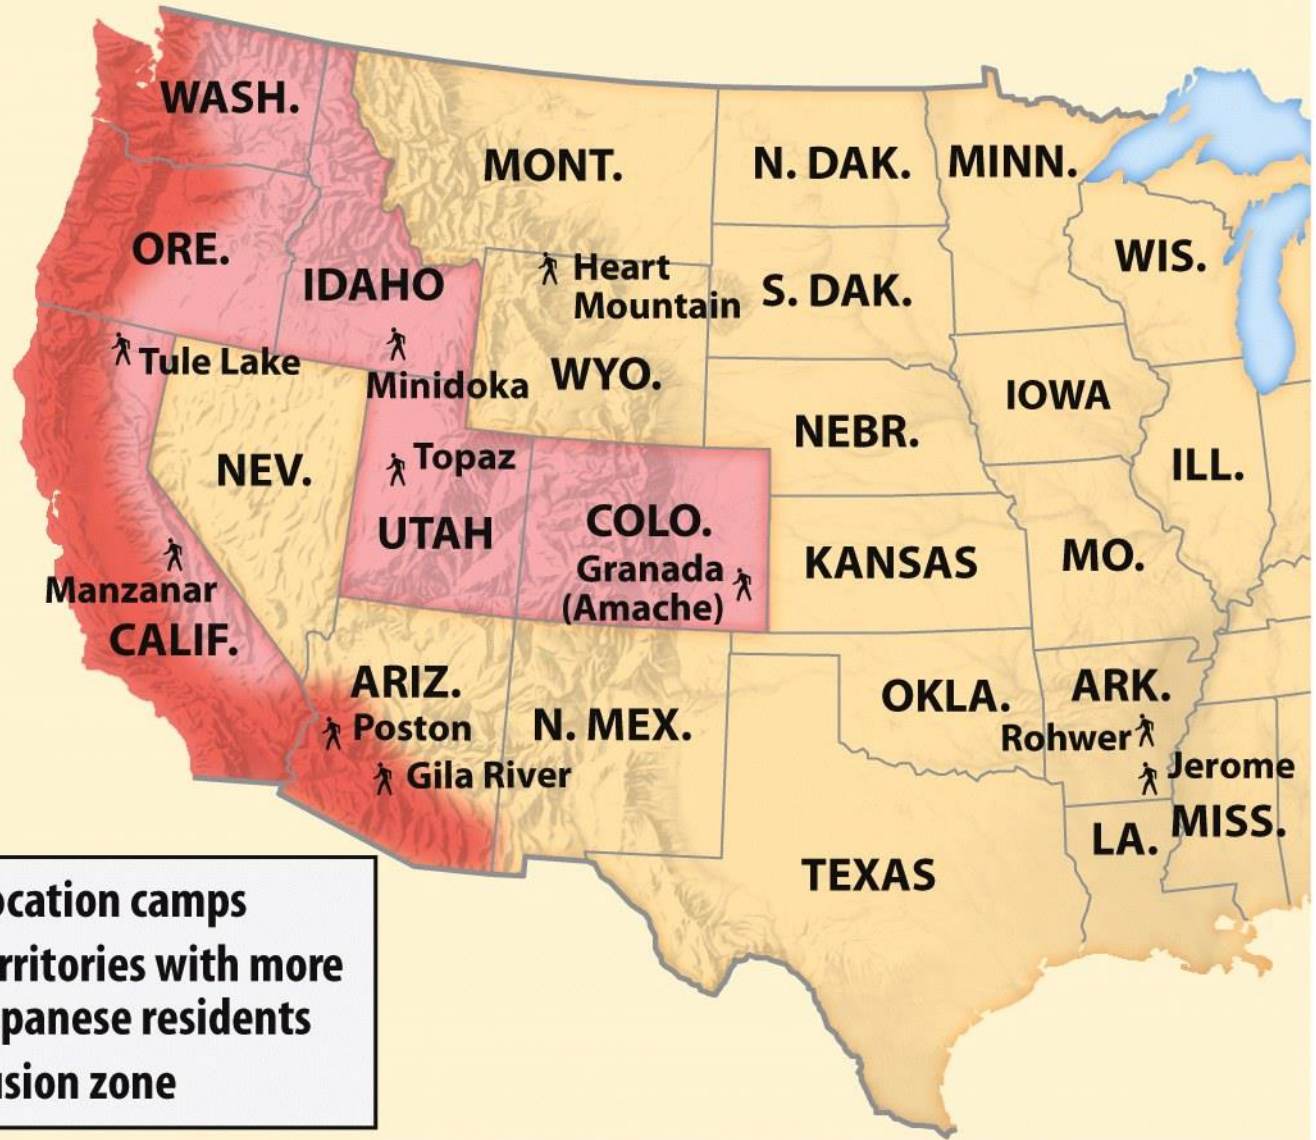 WASH.
MONT.
N. DAK.
MINN.
ORE.
IDAHO
Heart
Mountain
S. DAK.
WIS.
Tule Lake
Minidoka
WYO.
IOWA
NEV.
Topaz
NEBR.
ILL.
UTAH
COLO.
Granada
(Amache)
KANSAS
MO.
Manzanar
CALIF.
ARIZ.
Poston
Gila River
N. MEX.
OKLA.
ARK.
Rohwer
Jerome
LA.
MISS.
TEXAS
ocation camps
rritories with more
panese residents
sion zone